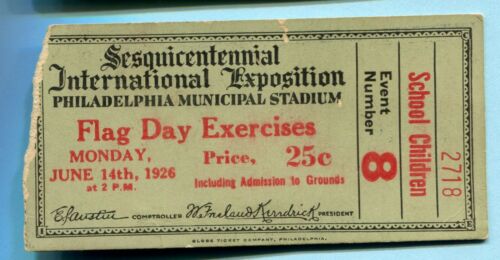 Sesquicentennial
International Exposition
PHILADELPHIA MUNICIPAL STADIUM
Flag Day Exercises
MONDAY,
JUNE 14th, 1926
at 2 P.M.
Price, 25c
Including Admission to Grounds
COMPTROLLER
W. Freeland Kendrick
PRESIDENT
GLOBE TICKET COMPANY, PHILADELPHIA.
Event
Number
8
School Children
2718